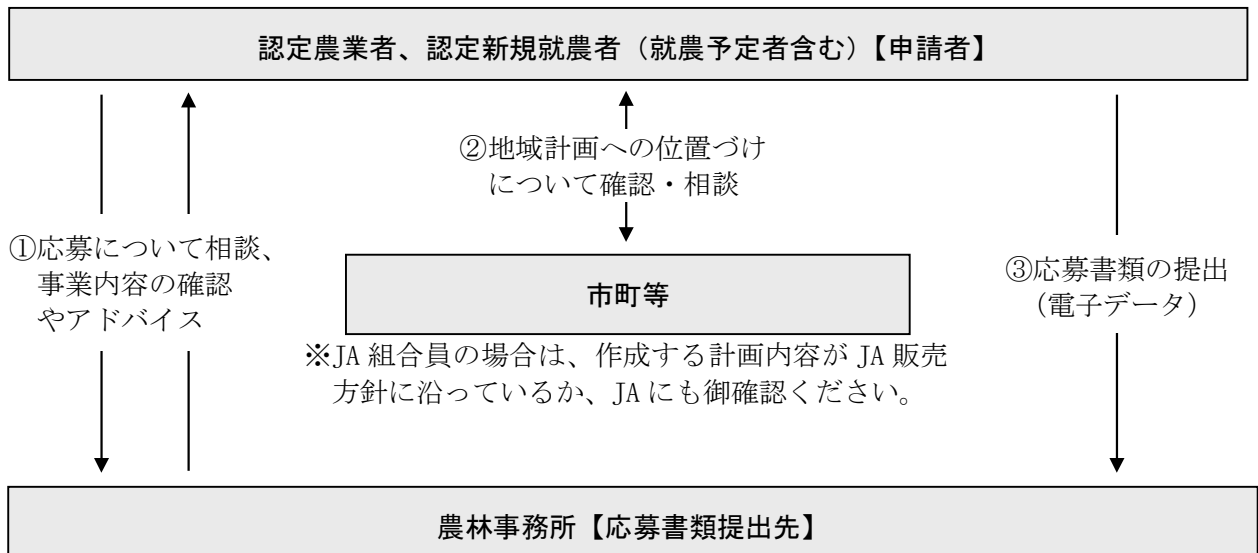 認定農業者、認定新規就農者（就農予定者含む）【申請者】
②地域計画への位置づけ
について確認・相談
①応募について相談、
事業内容の確認
やアドバイス
市町等
③応募書類の提出
（電子データ）
※JA 組合員の場合は、作成する計画内容が JA 販売
方針に沿っているか、JA にも御確認ください。
農林事務所【応募書類提出先】